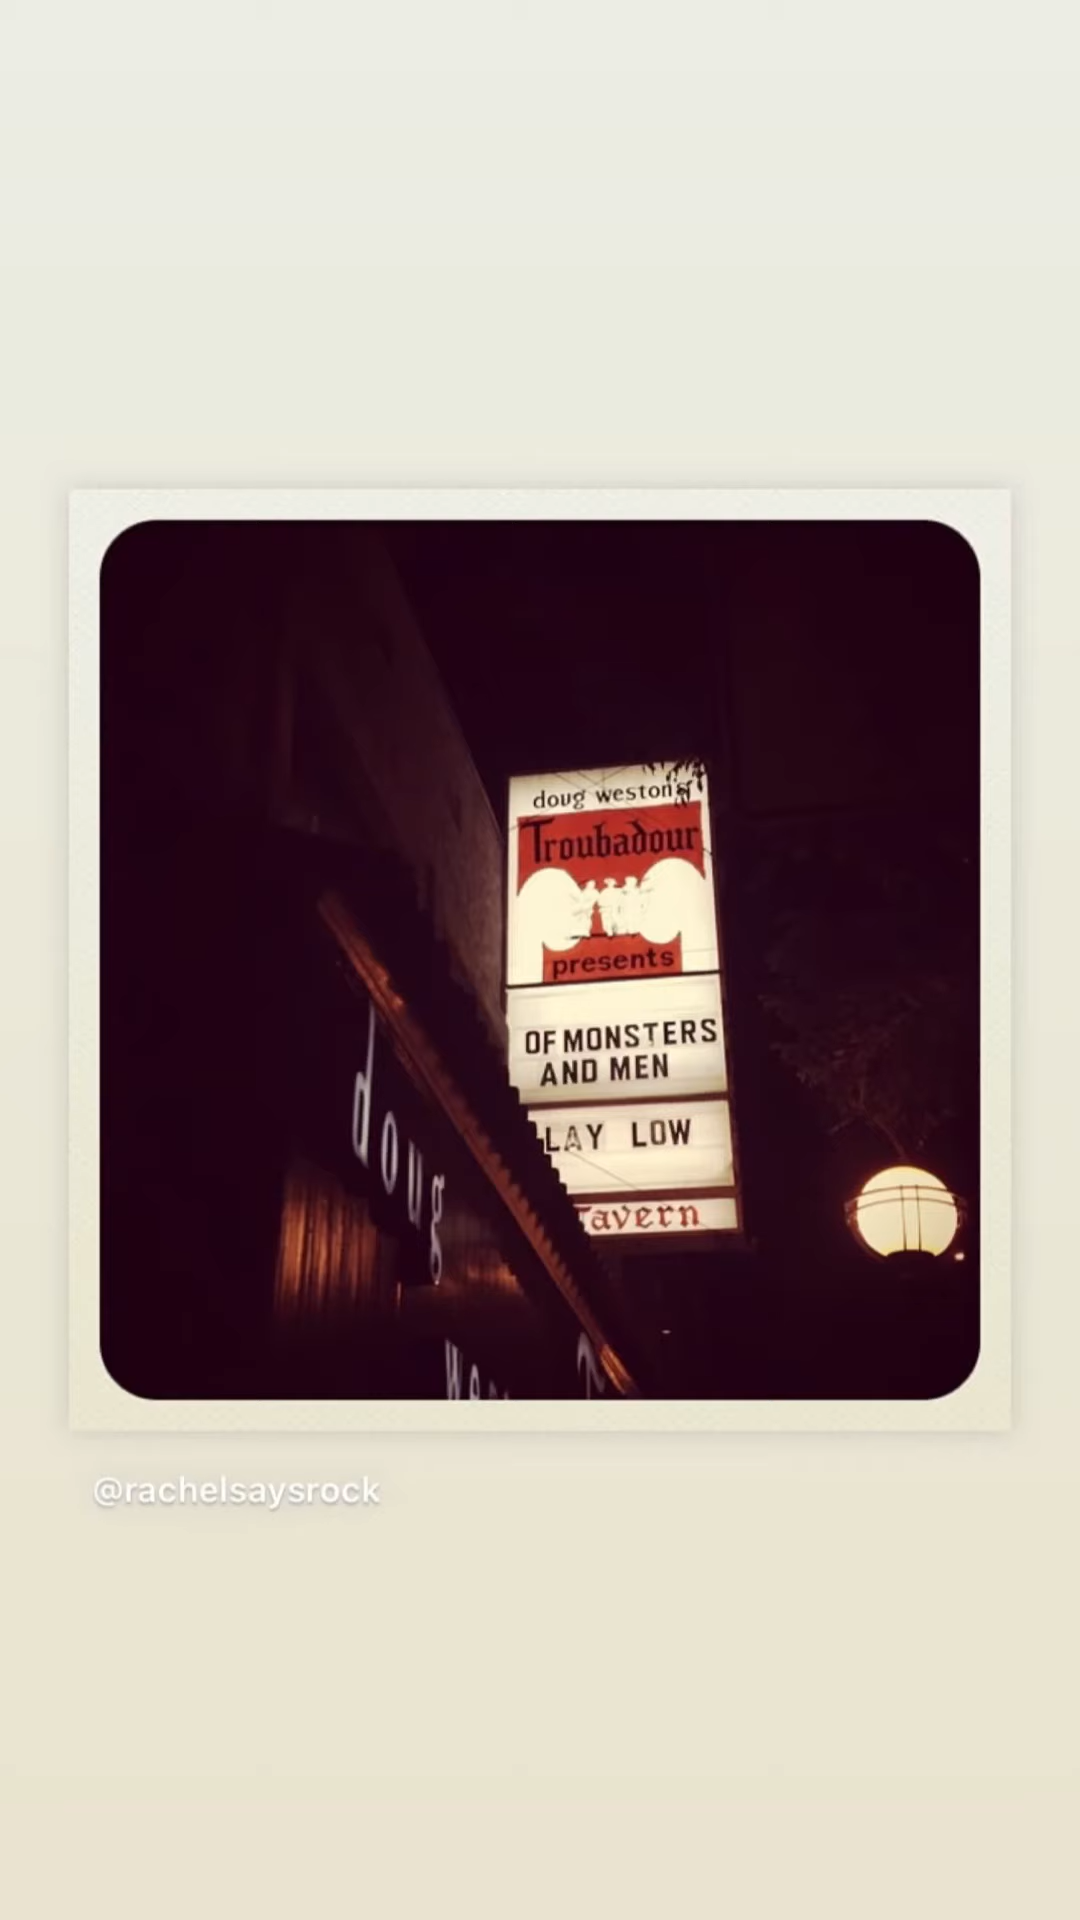 doug weston's
Troubadour
presents
OF MONSTERS
AND MEN
LAY LOW
Tavern
doug
@rachelsaysrock